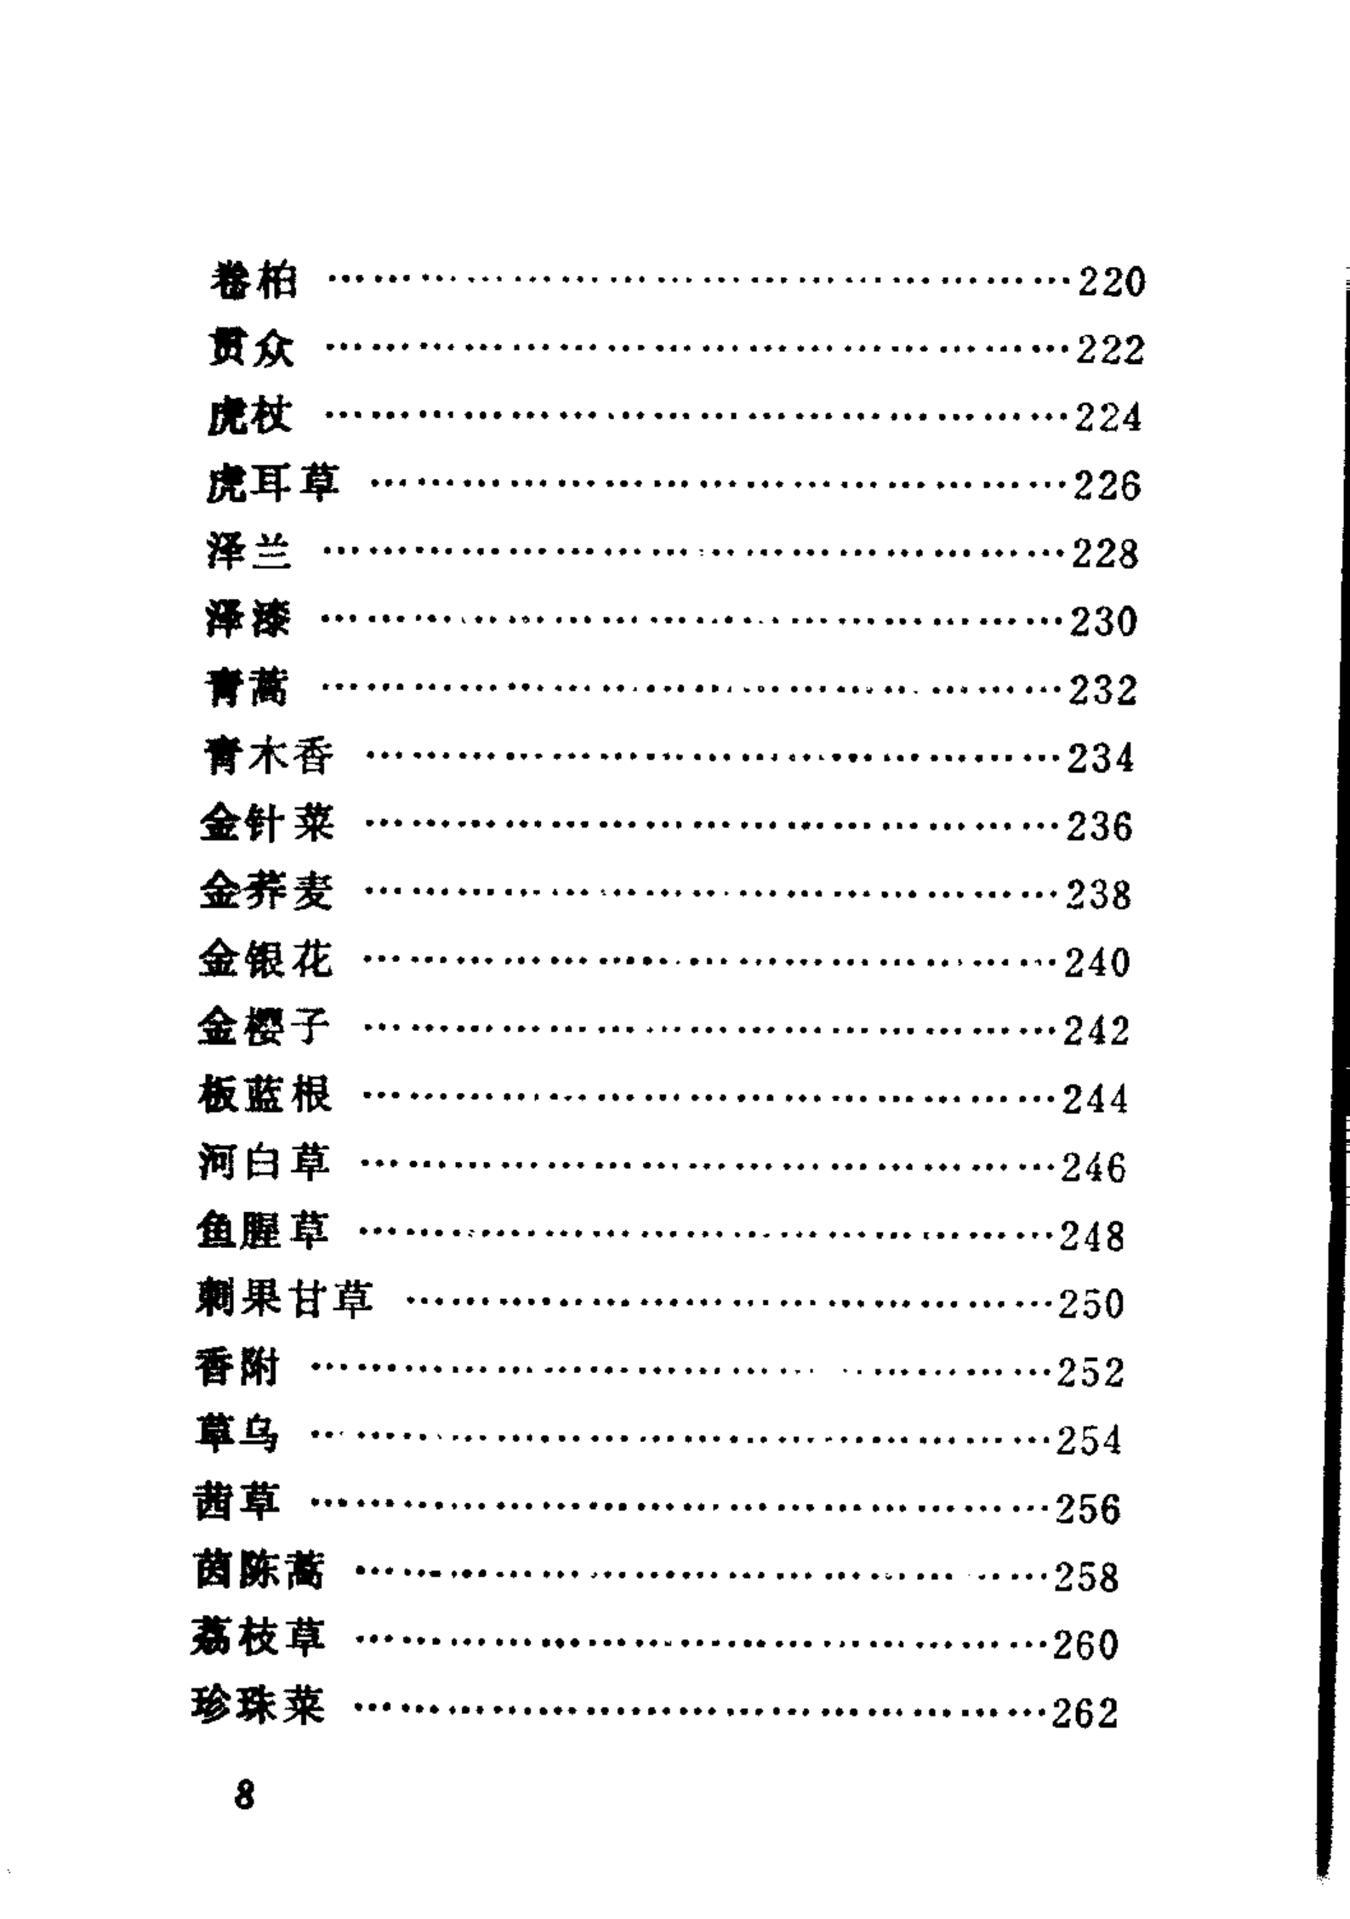 卷柏 ………………………………………………220
贯众 ………………………………………………222
虎杖 ………………………………………………224
虎耳草 ……………………………………………226
泽兰 ………………………………………………228
泽漆 ………………………………………………230
青蒿 ………………………………………………232
青木香 ……………………………………………234
金针菜 ……………………………………………236
金荞麦 ……………………………………………238
金银花 ……………………………………………240
金樱子 ……………………………………………242
板蓝根 ……………………………………………244
河白草 ……………………………………………246
鱼腥草 ……………………………………………248
刺果甘草 …………………………………………250
香附 ………………………………………………252
草乌 ………………………………………………254
茜草 ………………………………………………256
茵陈蒿 ……………………………………………258
荔枝草 ……………………………………………260
珍珠菜 ……………………………………………262
8